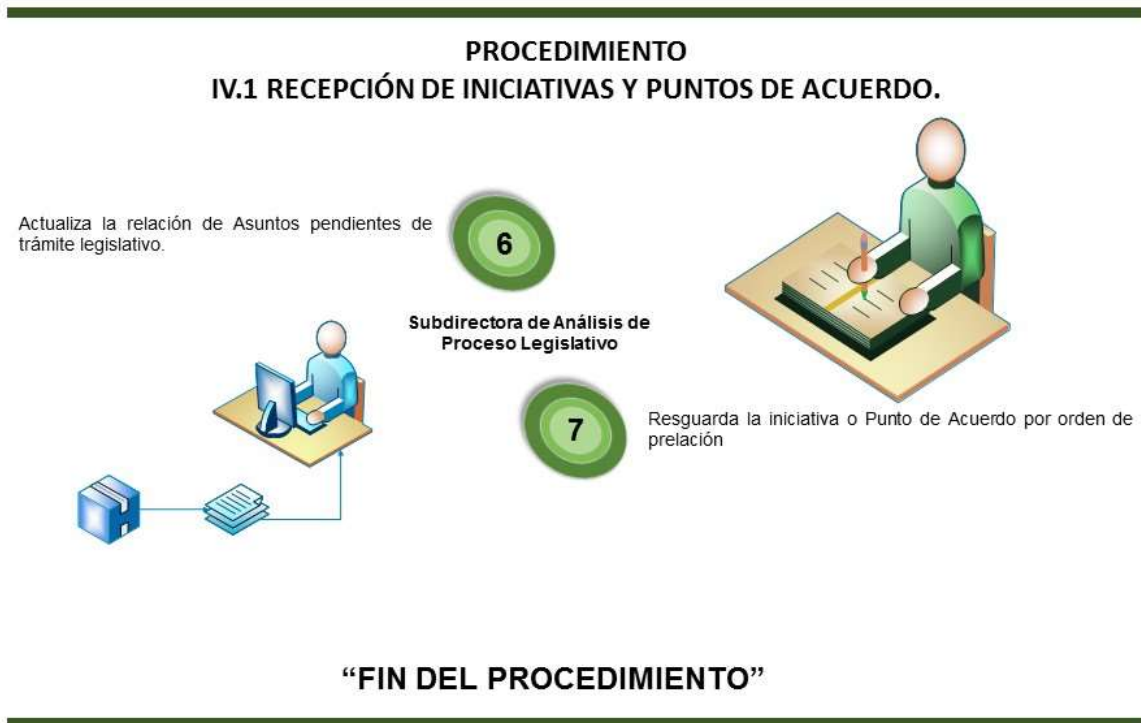 PROCEDIMIENTO
IV.1 RECEPCIÓN DE INICIATIVAS Y PUNTOS DE ACUERDO.
Actualiza la relación de Asuntos pendientes de
trámite legislativo.
6
Subdirectora de Análisis de
Proceso Legislativo
7
Resguarda la iniciativa o Punto de Acuerdo por orden de
prelación
“FIN DEL PROCEDIMIENTO”